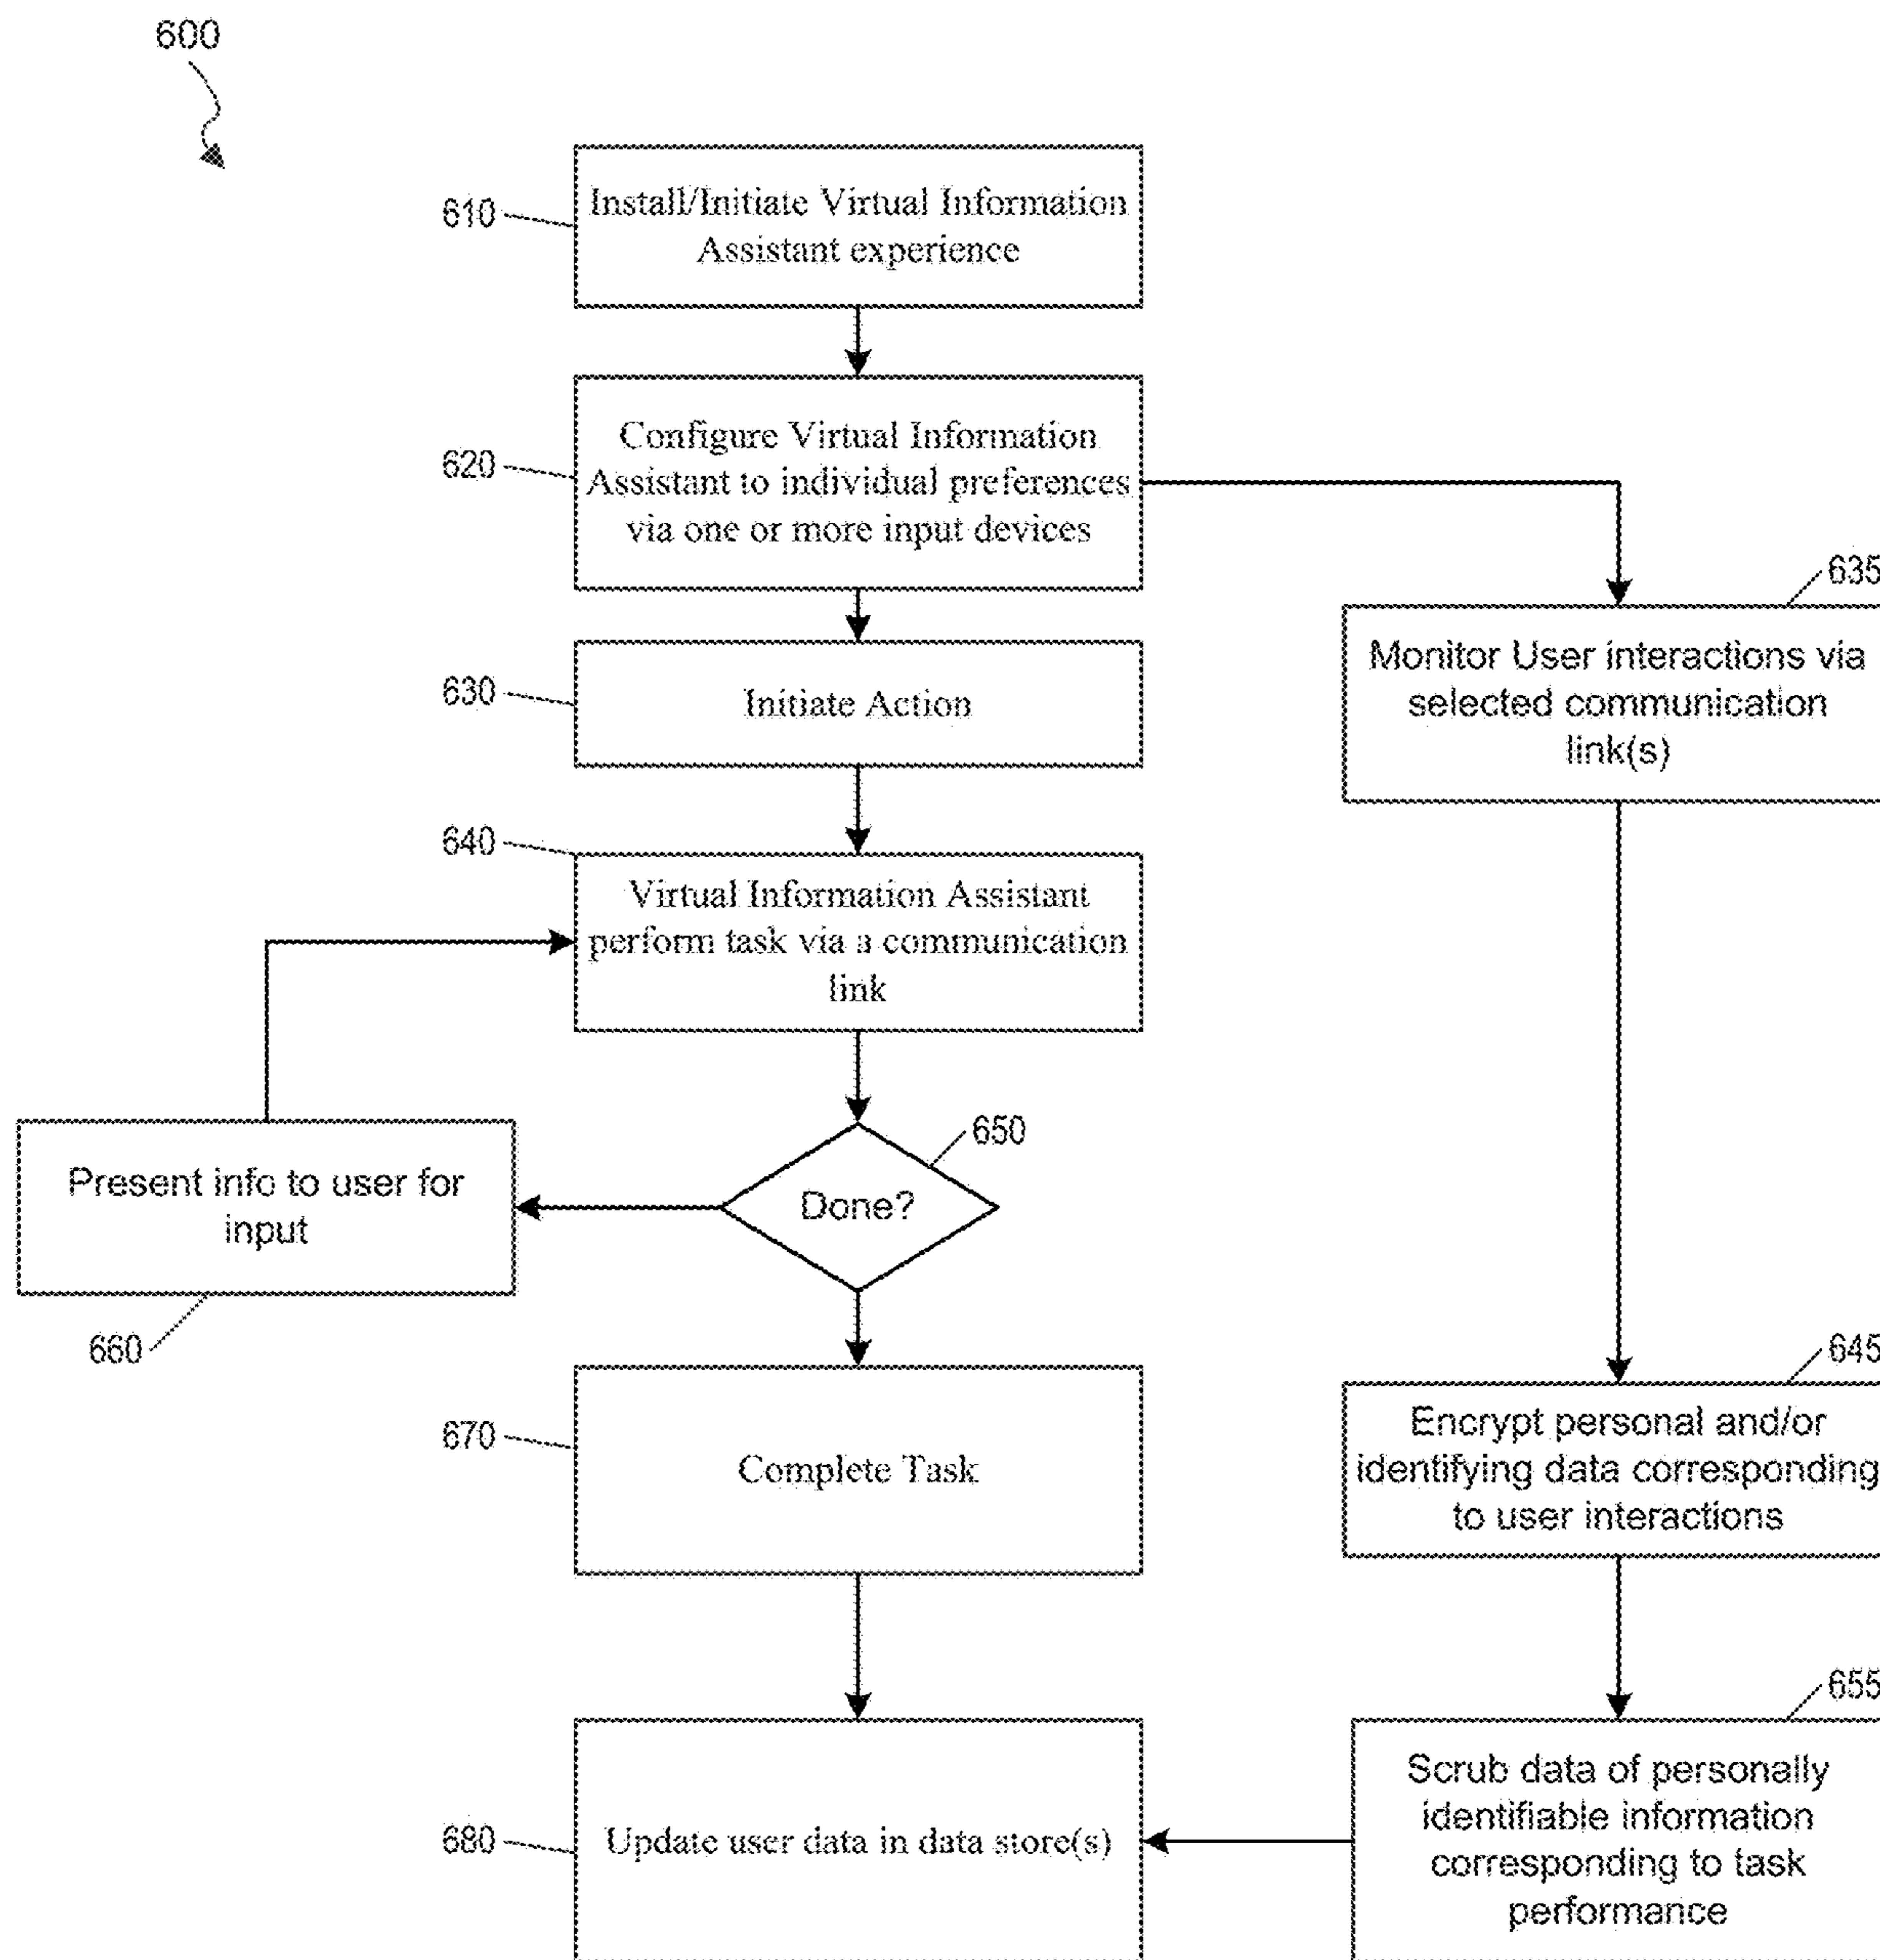 600
610
Install/Initiate Virtual Information
Assistant experience
620
Configure Virtual Information
Assistant to individual preferences
via one or more input devices
635
Monitor User interactions via
selected communication
link(s)
630
Initiate Action
640
Virtual Information Assistant
perform task via a communication
link
650
Done?
Present info to user for
input
660
645
Encrypt personal and/or
identifying data corresponding
to user interactions
670
Complete Task
655
Scrub data of personally
identifiable information
corresponding to task
performance
680
Update user data in data store(s)